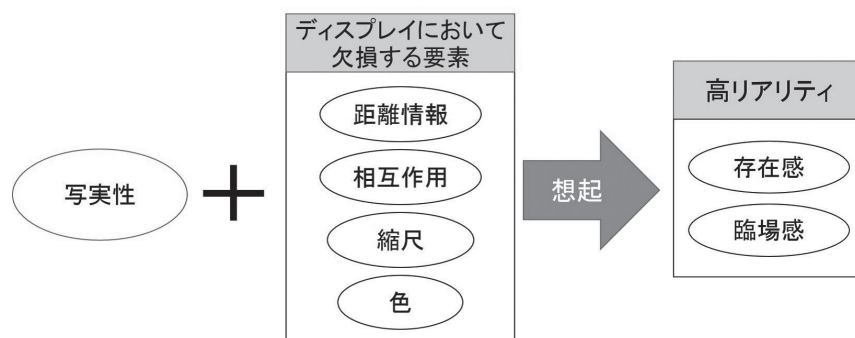 写実性
+
ディスプレイにおいて
欠損する要素
距離情報
相互作用
縮尺
色
想起
高リアリティ
存在感
臨場感